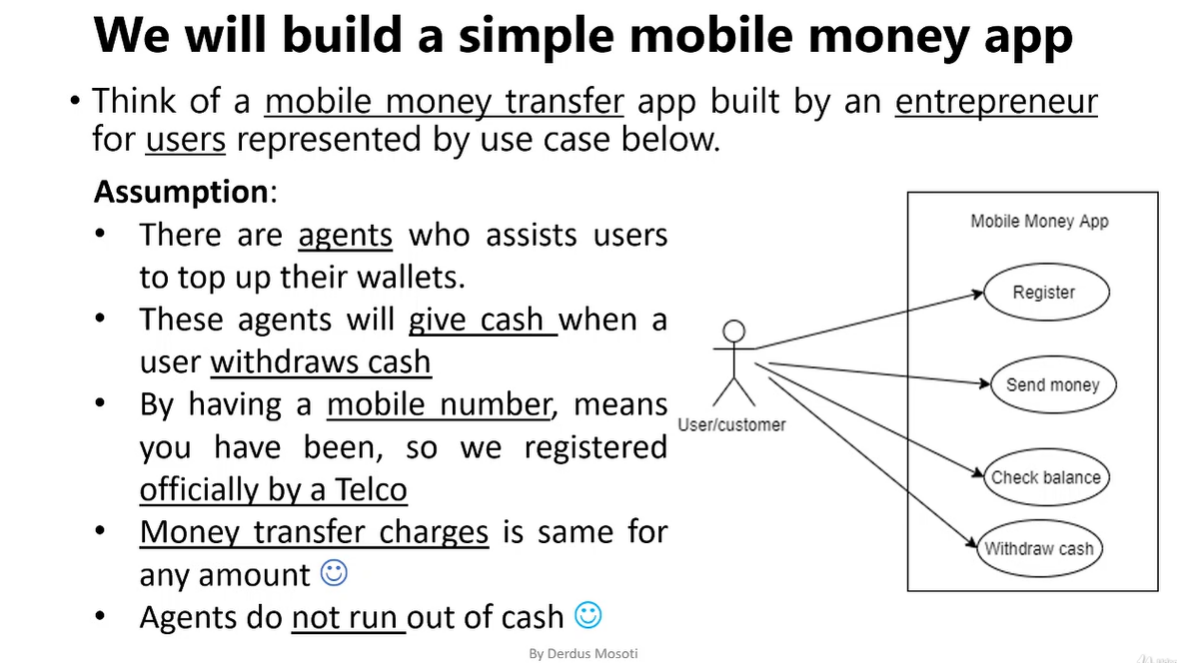 We will build a simple mobile money app
• Think of a mobile money transfer app built by an entrepreneur
for users represented by use case below.
Assumption:
• There are agents who assists users
to top up their wallets.
• These agents will give cash when a
user withdraws cash
• By having a mobile number, means
you have been, so we registered
officially by a Telco
• Money transfer charges is same for
any amount ☺
• Agents do not run out of cash ☺
Mobile Money App
Register
Send money
Check balance
Withdraw cash
User/customer
By Derdus Mosoti